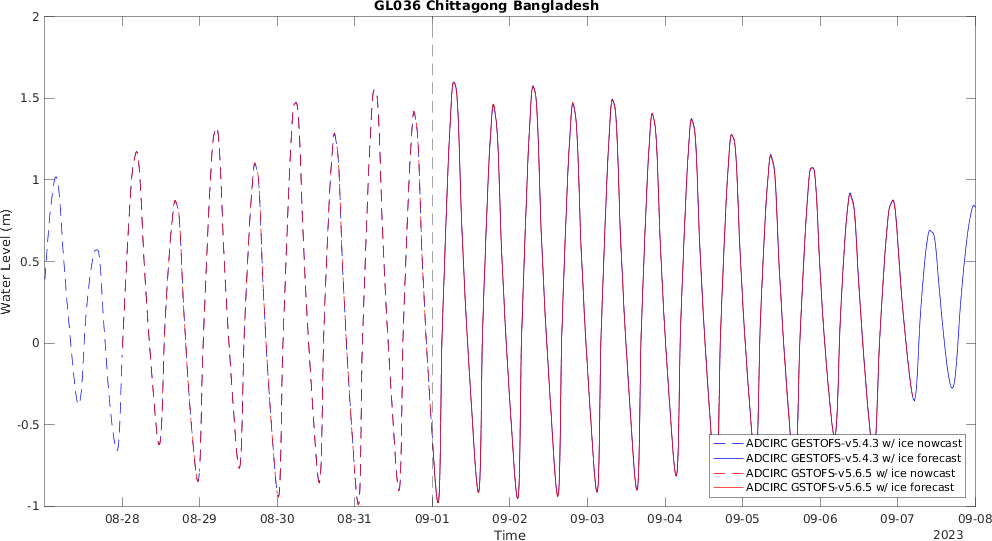 GL036 Chittagong Bangladesh
2
1.5
1
0.5
0
-0.5
-1
Water Level (m)
08-28
08-29
08-30
08-31
09-01
09-02
09-03
09-04
09-05
09-06
09-07
09-08
Time
2023
ADCIRC GESTOFS-v5.4.3 w/ ice nowcast
ADCIRC GESTOFS-v5.4.3 w/ ice forecast
ADCIRC GSTOFS-v5.6.5 w/ ice nowcast
ADCIRC GSTOFS-v5.6.5 w/ ice forecast